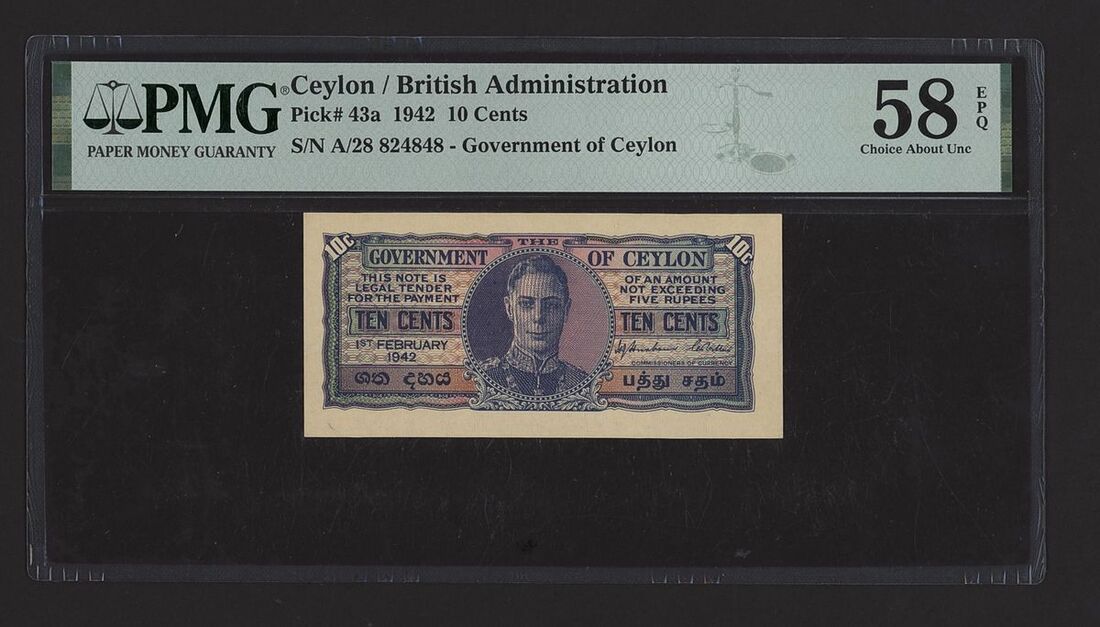 PMG®
PAPER MONEY GUARANTY
Ceylon / British Administration
Pick# 43a 1942 10 Cents
S/N A/28 824848 - Government of Ceylon
58
EPQ
Choice About Unc
10c
THE
10c
GOVERNMENT OF CEYLON
THIS NOTE IS
LEGAL TENDER
FOR THE PAYMENT
OF AN AMOUNT
NOT EXCEEDING
FIVE RUPEES
TEN CENTS
TEN CENTS
1ST FEBRUARY
1942
COMMISSIONERS OF CURRENCY
ශත දහය
பத்து சதம்